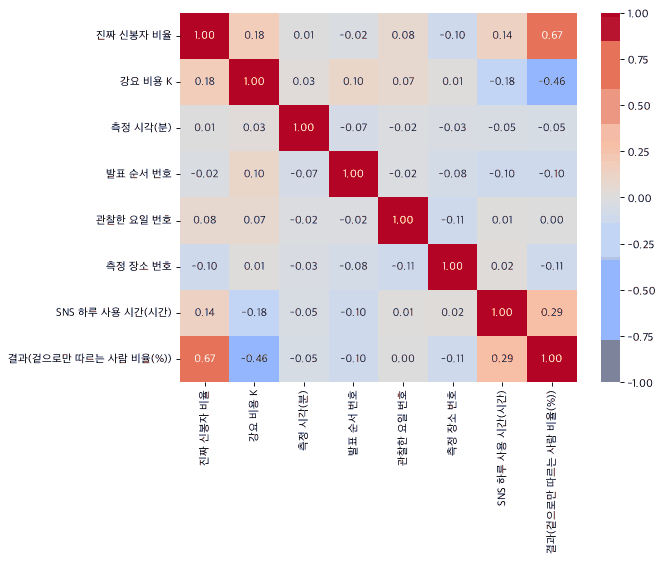 진짜 신봉자 비율 1.00 0.18 0.01 -0.02 0.08 -0.10 0.14 0.67
강요 비용 K 0.18 1.00 0.03 0.10 0.07 0.01 -0.18 -0.46
측정 시각(분) 0.01 0.03 1.00 -0.07 -0.02 -0.03 -0.05 -0.05
발표 순서 번호 -0.02 0.10 -0.07 1.00 -0.02 -0.08 -0.10 -0.10
관찰한 요일 번호 0.08 0.07 -0.02 -0.02 1.00 -0.11 0.01 0.00
측정 장소 번호 -0.10 0.01 -0.03 -0.08 -0.11 1.00 0.02 -0.11
SNS 하루 사용 시간(시간) 0.14 -0.18 -0.05 -0.10 0.01 0.02 1.00 0.29
결과(겉으로만 따르는 사람 비율(%)) 0.67 -0.46 -0.05 -0.10 0.00 -0.11 0.29 1.00
진짜 신봉자 비율
강요 비용 K
측정 시각(분)
발표 순서 번호
관찰한 요일 번호
측정 장소 번호
SNS 하루 사용 시간(시간)
결과(겉으로만 따르는 사람 비율(%))
1.00
0.75
0.50
0.25
0.00
-0.25
-0.50
-0.75
-1.00